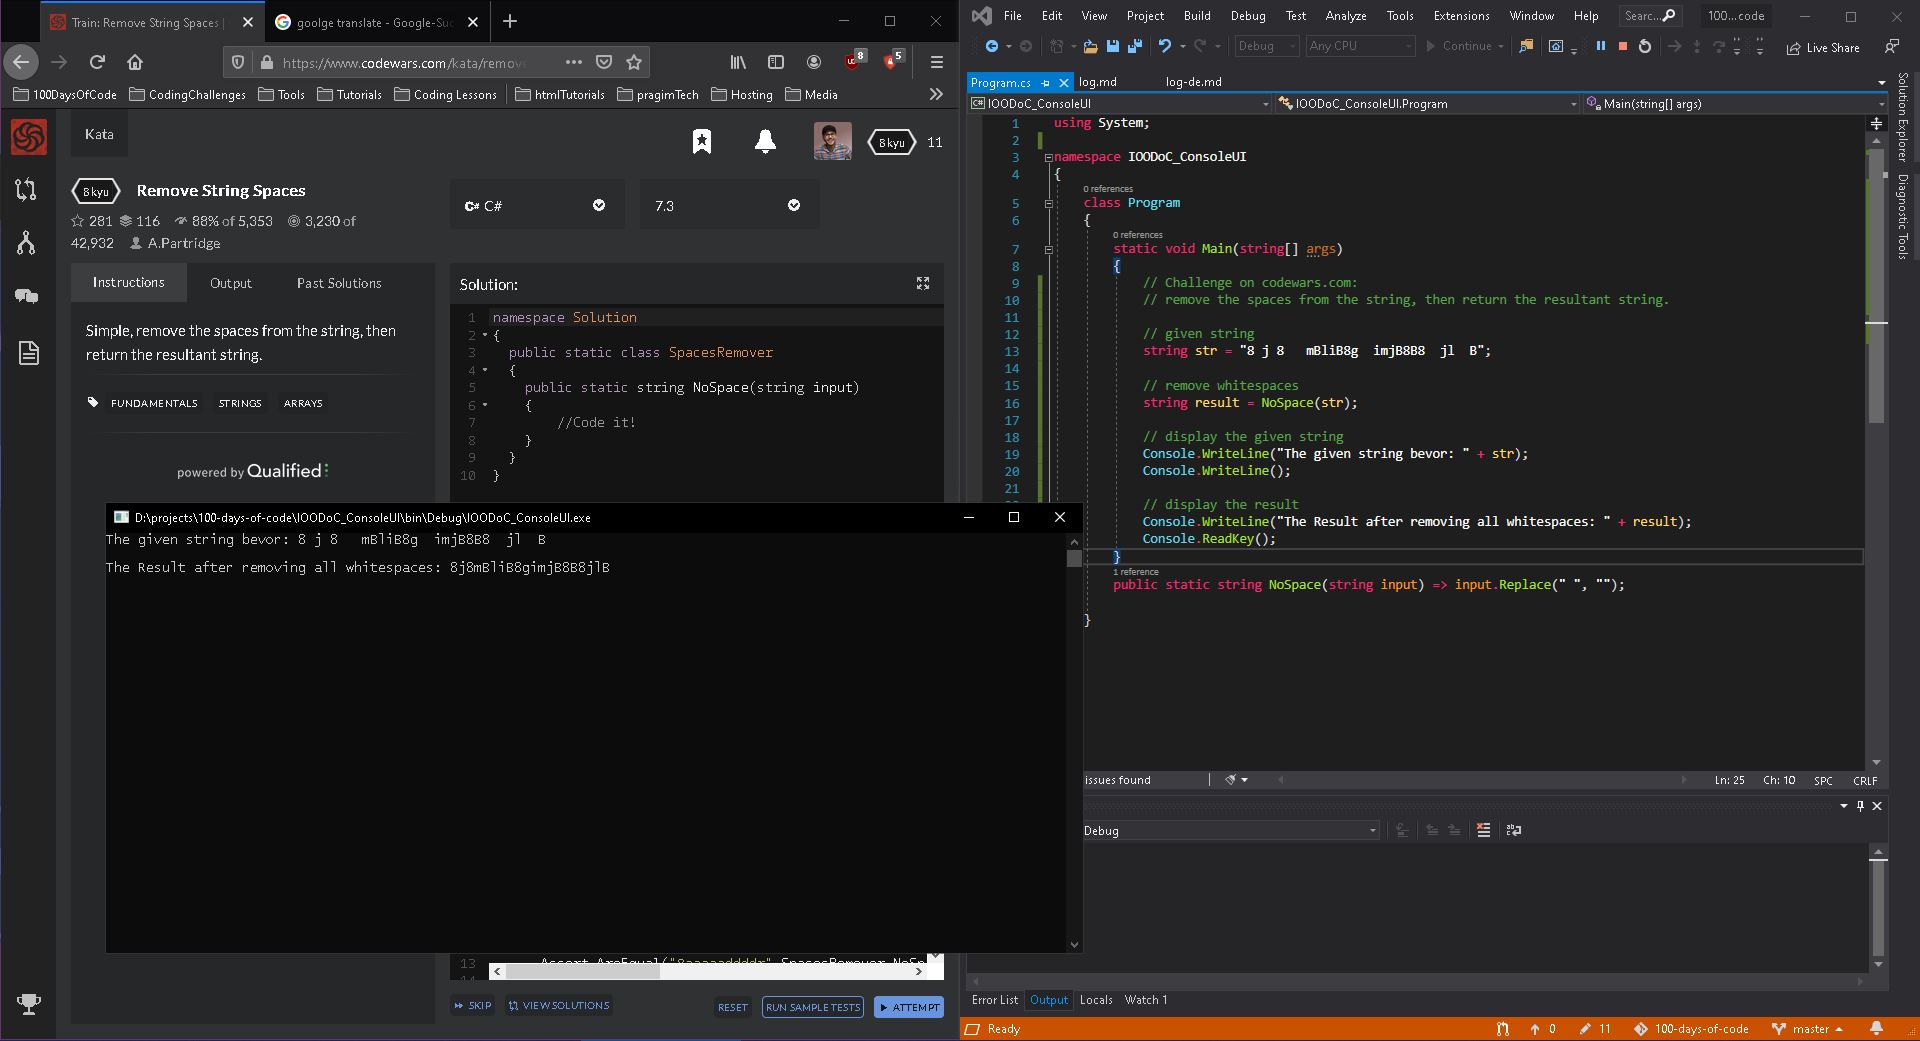 Train: Remove String Spaces |
goolge translate - Google-Suc
https://www.codewars.com/kata/remove
8
5
100DaysOfCode
CodingChallenges
Tools
Tutorials
Coding Lessons
htmlTutorials
pragimTech
Hosting
Media
Kata
8 kyu
11
8 kyu
Remove String Spaces
281 116 88% of 5,353 3,230 of
42,932 A.Partridge
C# C#
7.3
Instructions
Output
Past Solutions
Simple, remove the spaces from the string, then
return the resultant string.
FUNDAMENTALS STRINGS ARRAYS
powered by Qualified
Solution:
1 namespace Solution
2 {
3 public static class SpacesRemover
4 {
5 public static string NoSpace(string input)
6 {
7 //Code it!
8 }
9 }
10 }
D:\projects\100-days-of-code\IOODoC_ConsoleUI\bin\Debug\IOODoC_ConsoleUI.exe
The given string bevor: 8 j 8   mBliB8g  imjB8B8  jl  B
The Result after removing all whitespaces: 8j8mBliB8gimjB8B8jlB
13 Assert.AreEqual("8aaaaaddddr" SpacesRemover.NoSp
14
SKIP
VIEW SOLUTIONS
RESET
RUN SAMPLE TESTS
ATTEMPT
File Edit View Project Build Debug Test Analyze Tools Extensions Window Help
Searc...
100...code
Debug
Any CPU
Continue
Live Share
Program.cs
log.md
log-de.md
C# IOODoC_ConsoleUI
IOODoC_ConsoleUI.Program
Main(string[] args)
Solution Explorer
Diagnostic Tools
1 using System;
2
3 namespace IOODoC_ConsoleUI
4 {
0 references
5 class Program
6 {
0 references
7 static void Main(string[] args)
8 {
9 // Challenge on codewars.com:
10 // remove the spaces from the string, then return the resultant string.
11
12 // given string
13 string str = "8 j 8   mBliB8g  imjB8B8  jl  B";
14
15 // remove whitespaces
16 string result = NoSpace(str);
17
18 // display the given string
19 Console.WriteLine("The given string bevor: " + str);
20 Console.WriteLine();
21
// display the result
Console.WriteLine("The Result after removing all whitespaces: " + result);
Console.ReadKey();
}
1 reference
public static string NoSpace(string input) => input.Replace(" ", "");
}
issues found
Ln: 25 Ch: 10 SPC CRLF
Debug
Error List
Output
Locals
Watch 1
Ready
0
11
100-days-of-code
master